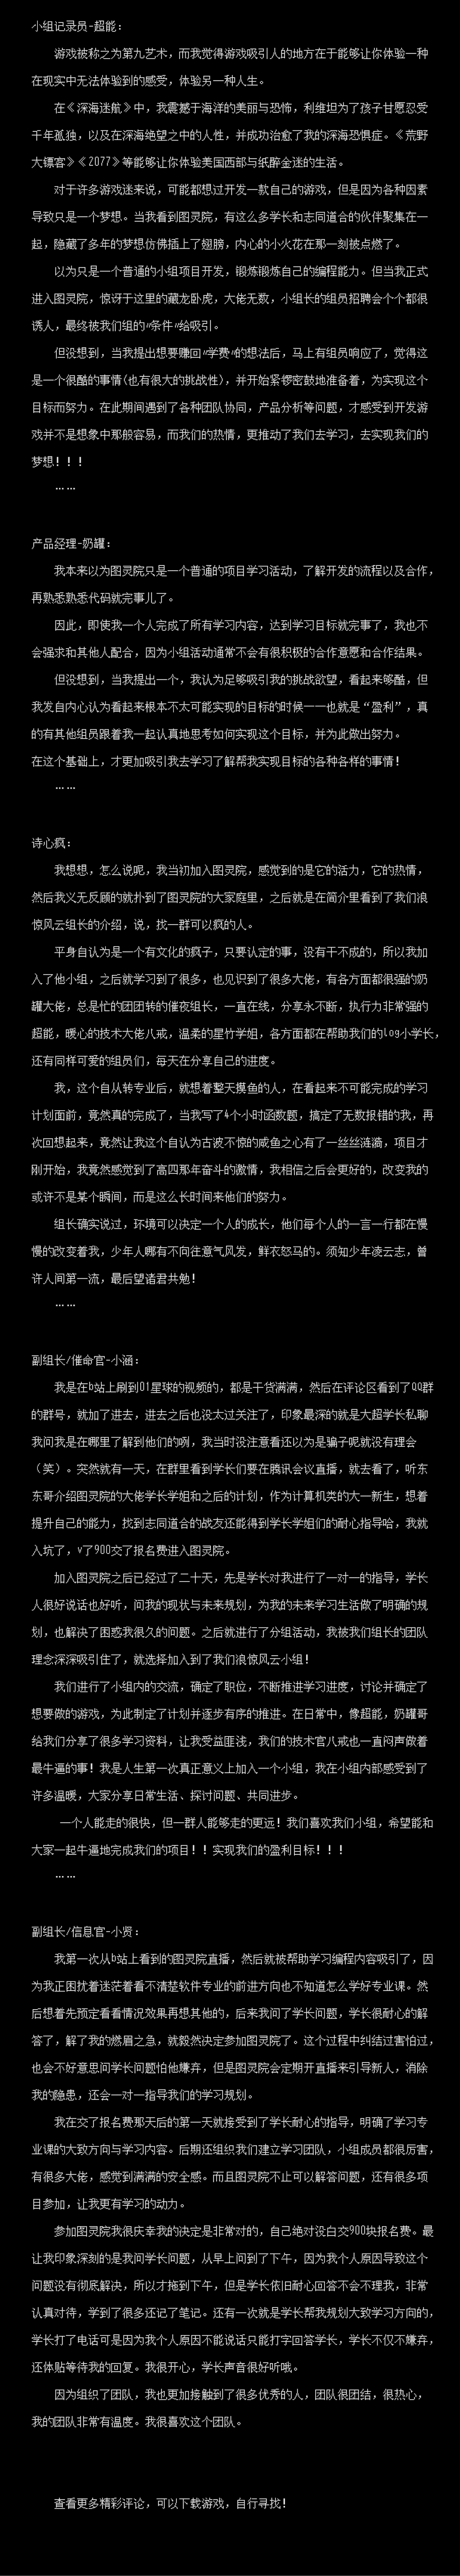 小组记录员-超能:
游戏被称之为第九艺术，而我觉得游戏吸引人的地方在于能够让你体验一种
在现实中无法体验到的感受，体验另一种人生。
在《深海迷航》中，我震撼于海洋的美丽与恐怖，利维坦为了孩子甘愿忍受
千年孤独，以及在深海绝望之中的人性，并成功治愈了我的深海恐惧症。《荒野
大镖客》《2077》等能够让你体验美国西部与纸醉金迷的生活。
对于许多游戏迷来说，可能都想过开发一款自己的游戏，但是因为各种因素
导致只是一个梦想。当我看到图灵院，有这么多学长和志同道合的伙伴聚集在一
起，隐藏了多年的梦想仿佛插上了翅膀，内心的小火花在那一刻被点燃了。
以为只是一个普通的小组项目开发，锻炼锻炼自己的编程能力。但当我正式
进入图灵院，惊讶于这里的藏龙卧虎，大佬无数，小组长的组员招聘会个个都很
诱人，最终被我们组的"条件"给吸引。
但没想到，当我提出想要赚回"学费"的想法后，马上有组员响应了，觉得这
是一个很酷的事情(也有很大的挑战性)，并开始紧锣密鼓地准备着，为实现这个
目标而努力。在此期间遇到了各种团队协同，产品分析等问题，才感受到开发游
戏并不是想象中那般容易，而我们的热情，更推动了我们去学习，去实现我们的
梦想!!!
……
产品经理-奶罐:
我本来以为图灵院只是一个普通的项目学习活动，了解开发的流程以及合作，
再熟悉熟悉代码就完事儿了。
因此，即使我一个人完成了所有学习内容，达到学习目标就完事了，我也不
会强求和其他人配合，因为小组活动通常不会有很积极的合作意愿和合作结果。
但没想到，当我提出一个，我认为足够吸引我的挑战欲望，看起来够酷，但
我发自内心认为看起来根本不太可能实现的目标的时候——也就是“盈利”，真
的有其他组员跟着我一起认真地思考如何实现这个目标，并为此做出努力。
在这个基础上，才更加吸引我去学习了解帮我实现目标的各种各样的事情!
……
诗心疯:
我想想，怎么说呢，我当初加入图灵院，感觉到的是它的活力，它的热情，
然后我义无反顾的就扑到了图灵院的大家庭里，之后就是在简介里看到了我们浪
惊风云组长的介绍，说，找一群可以疯的人。
平身自认为是一个有文化的疯子，只要认定的事，没有干不成的，所以我加
入了他小组，之后就学习到了很多，也见识到了很多大佬，有各方面都很强的奶
罐大佬，总是忙的团团转的催夜组长，一直在线，分享永不断，执行力非常强的
超能，暖心的技术大佬八戒，温柔的星竹学姐，各方面都在帮助我们的log小学长，
还有同样可爱的组员们，每天在分享自己的进度。
我，这个自从转专业后，就想着整天摸鱼的人，在看起来不可能完成的学习
计划面前，竟然真的完成了，当我写了4个小时函数题，搞定了无数报错的我，再
次回想起来，竟然让我这个自认为古波不惊的咸鱼之心有了一丝丝涟漪，项目才
刚开始，我竟然感觉到了高四那年奋斗的激情，我相信之后会更好的，改变我的
或许不是某个瞬间，而是这么长时间来他们的努力。
组长确实说过，环境可以决定一个人的成长，他们每个人的一言一行都在慢
慢的改变着我，少年人哪有不向往意气风发，鲜衣怒马的。须知少年凌云志，曾
许人间第一流，最后望诸君共勉!
……
副组长/催命官-小涵:
我是在b站上刷到01星球的视频的，都是干货满满，然后在评论区看到了QQ群
的群号，就加了进去，进去之后也没太过关注了，印象最深的就是大超学长私聊
我问我是在哪里了解到他们的咧，我当时没注意看还以为是骗子呢就没有理会
（笑）。突然就有一天，在群里看到学长们要在腾讯会议直播，就去看了，听东
东哥介绍图灵院的大佬学长学姐和之后的计划，作为计算机类的大一新生，想着
提升自己的能力，找到志同道合的战友还能得到学长学姐们的耐心指导哈，我就
入坑了，v了900交了报名费进入图灵院。
加入图灵院之后已经过了二十天，先是学长对我进行了一对一的指导，学长
人很好说话也好听，问我的现状与未来规划，为我的未来学习生活做了明确的规
划，也解决了困惑我很久的问题。之后就进行了分组活动，我被我们组长的团队
理念深深吸引住了，就选择加入到了我们浪惊风云小组!
我们进行了小组内的交流，确定了职位，不断推进学习进度，讨论并确定了
想要做的游戏，为此制定了计划并逐步有序的推进。在日常中，像超能，奶罐哥
给我们分享了很多学习资料，让我受益匪浅，我们的技术官八戒也一直闷声做着
最牛逼的事! 我是人生第一次真正意义上加入一个小组，我在小组内部感受到了
许多温暖，大家分享日常生活、探讨问题、共同进步。
一个人能走的很快，但一群人能够走的更远! 我们喜欢我们小组，希望能和
大家一起牛逼地完成我们的项目!! 实现我们的盈利目标!!!
……
副组长/信息官-小贤:
我第一次从b站上看到的图灵院直播，然后就被帮助学习编程内容吸引了，因
为我正困扰着迷茫着看不清楚软件专业的前进方向也不知道怎么学好专业课。然
后想着先预定看看情况效果再想其他的，后来我问了学长问题，学长很耐心的解
答了，解了我的燃眉之急，就毅然决定参加图灵院了。这个过程中纠结过害怕过，
也会不好意思问学长问题怕他嫌弃，但是图灵院会定期开直播来引导新人，消除
我的隐患，还会一对一指导我们的学习规划。
我在交了报名费那天后的第一天就接受到了学长耐心的指导，明确了学习专
业课的大致方向与学习内容。后期还组织我们建立学习团队，小组成员都很厉害，
有很多大佬，感觉到满满的安全感。而且图灵院不止可以解答问题，还有很多项
目参加，让我更有学习的动力。
参加图灵院我很庆幸我的决定是非常对的，自己绝对没白交900块报名费。最
让我印象深刻的是我问学长问题，从早上问到了下午，因为我个人原因导致这个
问题没有彻底解决，所以才拖到下午，但是学长依旧耐心回答不会不理我，非常
认真对待，学到了很多还记了笔记。还有一次就是学长帮我规划大致学习方向的，
学长打了电话可是因为我个人原因不能说话只能打字回答学长，学长不仅不嫌弃，
还体贴等待我的回复。我很开心，学长声音很好听哦。
因为组织了团队，我也更加接触到了很多优秀的人，团队很团结，很热心，
我的团队非常有温度。我很喜欢这个团队。
查看更多精彩评论，可以下载游戏，自行寻找!